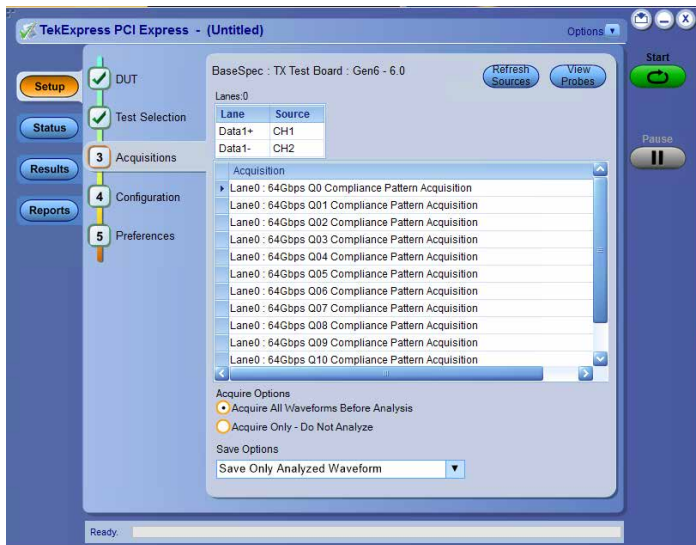 TekExpress PCI Express - (Untitled)
Options
Start
Pause
Setup
Status
Results
Reports
DUT
Test Selection
3 Acquisitions
4 Configuration
5 Preferences
BaseSpec : TX Test Board : Gen6 - 6.0
Refresh Sources
View Probes
Lanes:0
Lane Source
Data1+ CH1
Data1- CH2
Acquisition
Lane0 : 64Gbps Q0 Compliance Pattern Acquisition
Lane0 : 64Gbps Q01 Compliance Pattern Acquisition
Lane0 : 64Gbps Q02 Compliance Pattern Acquisition
Lane0 : 64Gbps Q03 Compliance Pattern Acquisition
Lane0 : 64Gbps Q04 Compliance Pattern Acquisition
Lane0 : 64Gbps Q05 Compliance Pattern Acquisition
Lane0 : 64Gbps Q06 Compliance Pattern Acquisition
Lane0 : 64Gbps Q07 Compliance Pattern Acquisition
Lane0 : 64Gbps Q08 Compliance Pattern Acquisition
Lane0 : 64Gbps Q09 Compliance Pattern Acquisition
Lane0 : 64Gbps Q10 Compliance Pattern Acquisition
Acquire Options
Acquire All Waveforms Before Analysis
Acquire Only - Do Not Analyze
Save Options
Save Only Analyzed Waveform
Ready.